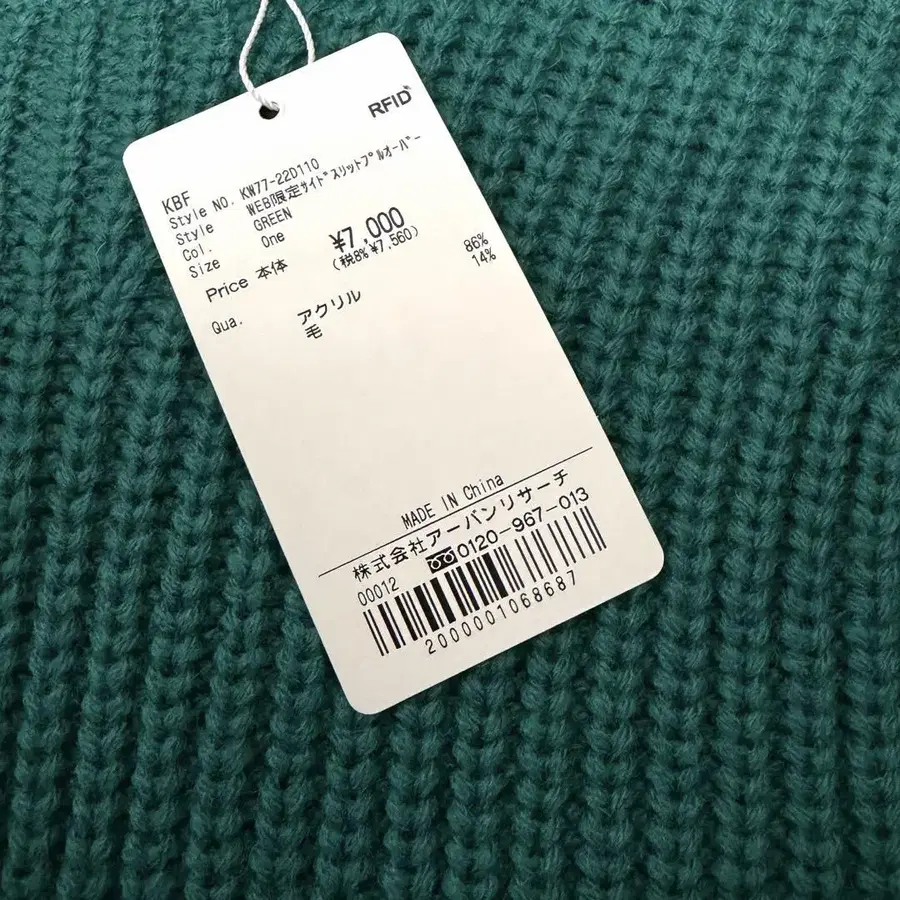 RFID
KBF
Style NO. KW77-22D110
Style WEB限定ｻｲﾄﾞｽﾘｯﾄﾌﾟﾙｵｰﾊﾞｰ
Col. GREEN
Size One
Price 本体 ¥7,000
(税8%¥7,560)
Qua. アクリル 86%
毛 14%
MADE IN China
株式会社アーバンリサーチ
0120-967-013
00012
2000001068687